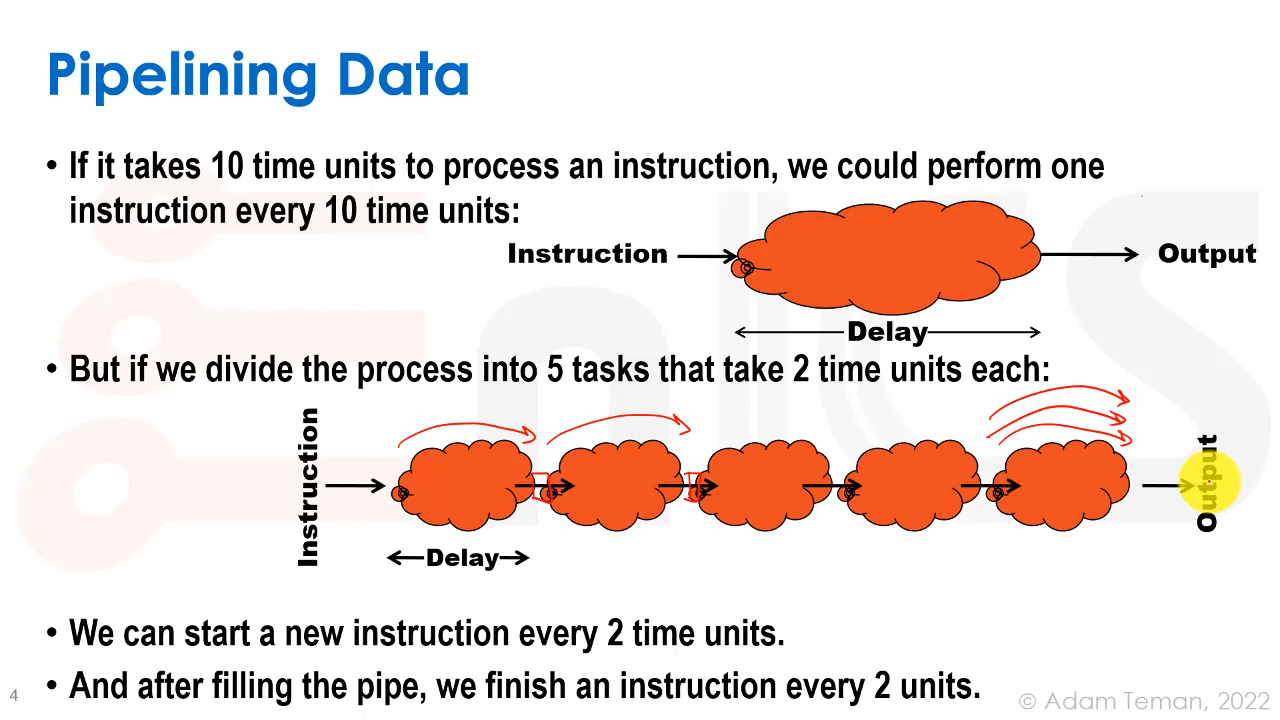 Pipelining Data
• If it takes 10 time units to process an instruction, we could perform one
instruction every 10 time units:
Instruction
Output
Delay
• But if we divide the process into 5 tasks that take 2 time units each:
Instruction
Output
Delay
• We can start a new instruction every 2 time units.
• And after filling the pipe, we finish an instruction every 2 units.
4
© Adam Teman, 2022